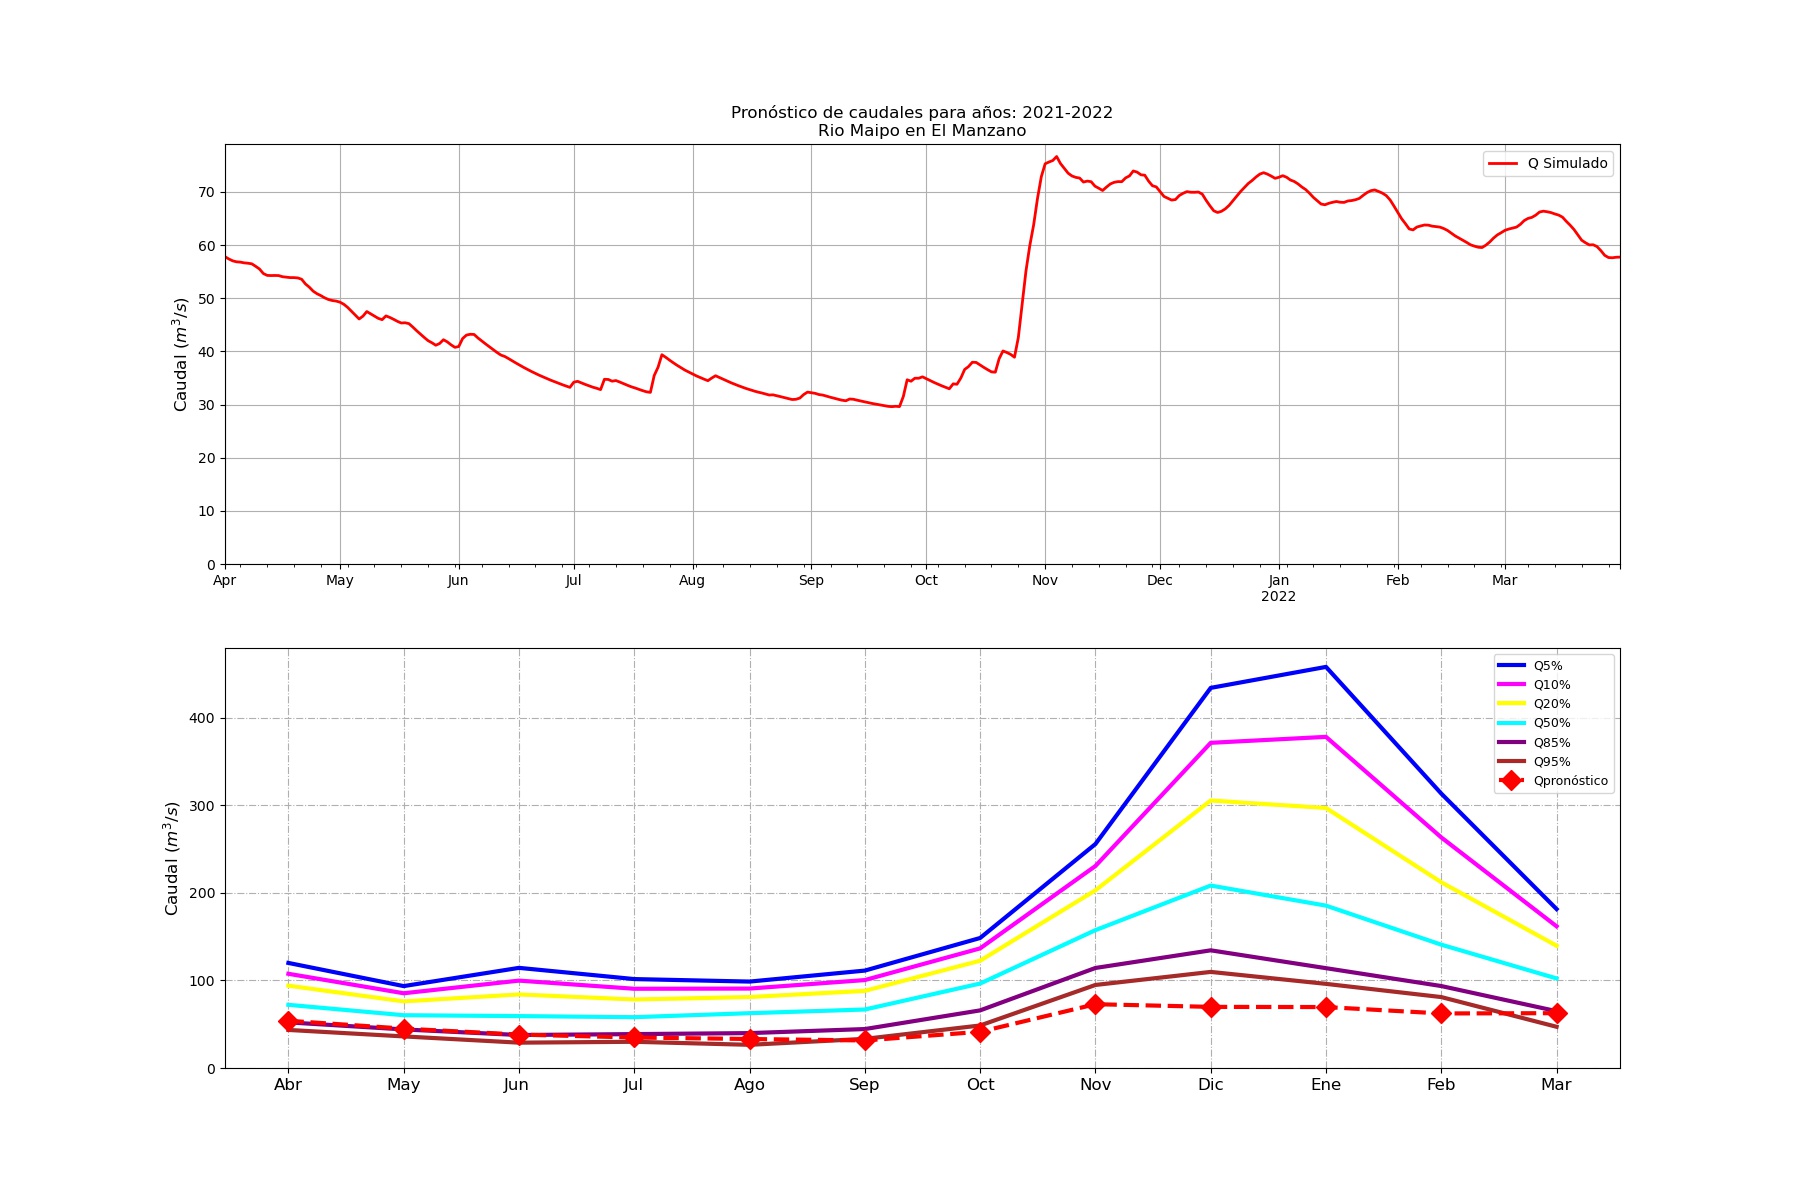 Pronóstico de caudales para años: 2021-2022
Rio Maipo en El Manzano
Q Simulado
Caudal (m³/s)
70
60
50
40
30
20
10
0
Apr May Jun Jul Aug Sep Oct Nov Dec Jan Feb Mar
2022
Q5%
Q10%
Q20%
Q50%
Q85%
Q95%
Qpronóstico
Caudal (m³/s)
400
300
200
100
0
Abr May Jun Jul Ago Sep Oct Nov Dic Ene Feb Mar